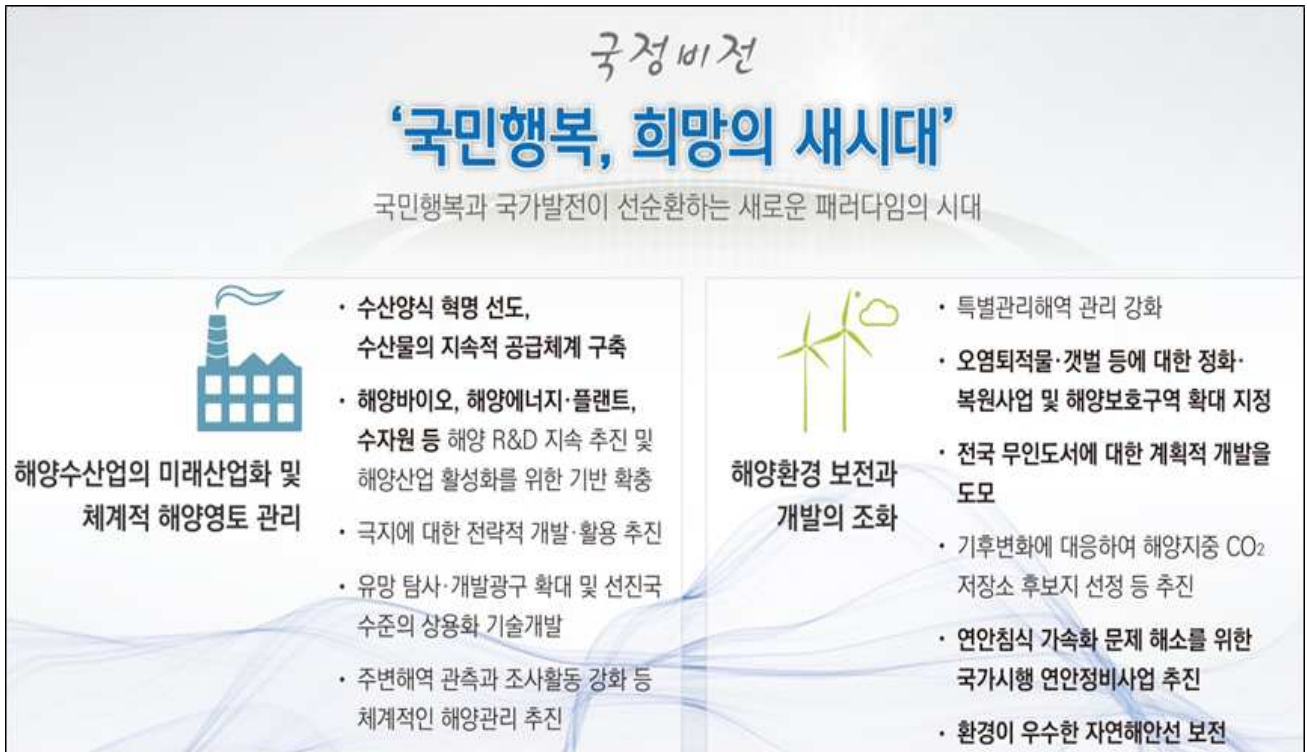 국정비전
‘국민행복, 희망의 새시대’
국민행복과 국가발전이 선순환하는 새로운 패러다임의 시대
해양수산업의 미래산업화 및
체계적 해양영토 관리
· 수산양식 혁명 선도,
수산물의 지속적 공급체계 구축
· 해양바이오, 해양에너지·플랜트,
수자원 등 해양 R&D 지속 추진 및
해양산업 활성화를 위한 기반 확충
· 극지에 대한 전략적 개발·활용 추진
· 유망 탐사·개발광구 확대 및 선진국
수준의 상용화 기술개발
· 주변해역 관측과 조사활동 강화 등
체계적인 해양관리 추진
해양환경 보전과
개발의 조화
· 특별관리해역 관리 강화
· 오염퇴적물·갯벌 등에 대한 정화·
복원사업 및 해양보호구역 확대 지정
· 전국 무인도서에 대한 계획적 개발을
도모
· 기후변화에 대응하여 해양지중 CO₂
저장소 후보지 선정 등 추진
· 연안침식 가속화 문제 해소를 위한
국가시행 연안정비사업 추진
· 환경이 우수한 자연해안선 보전